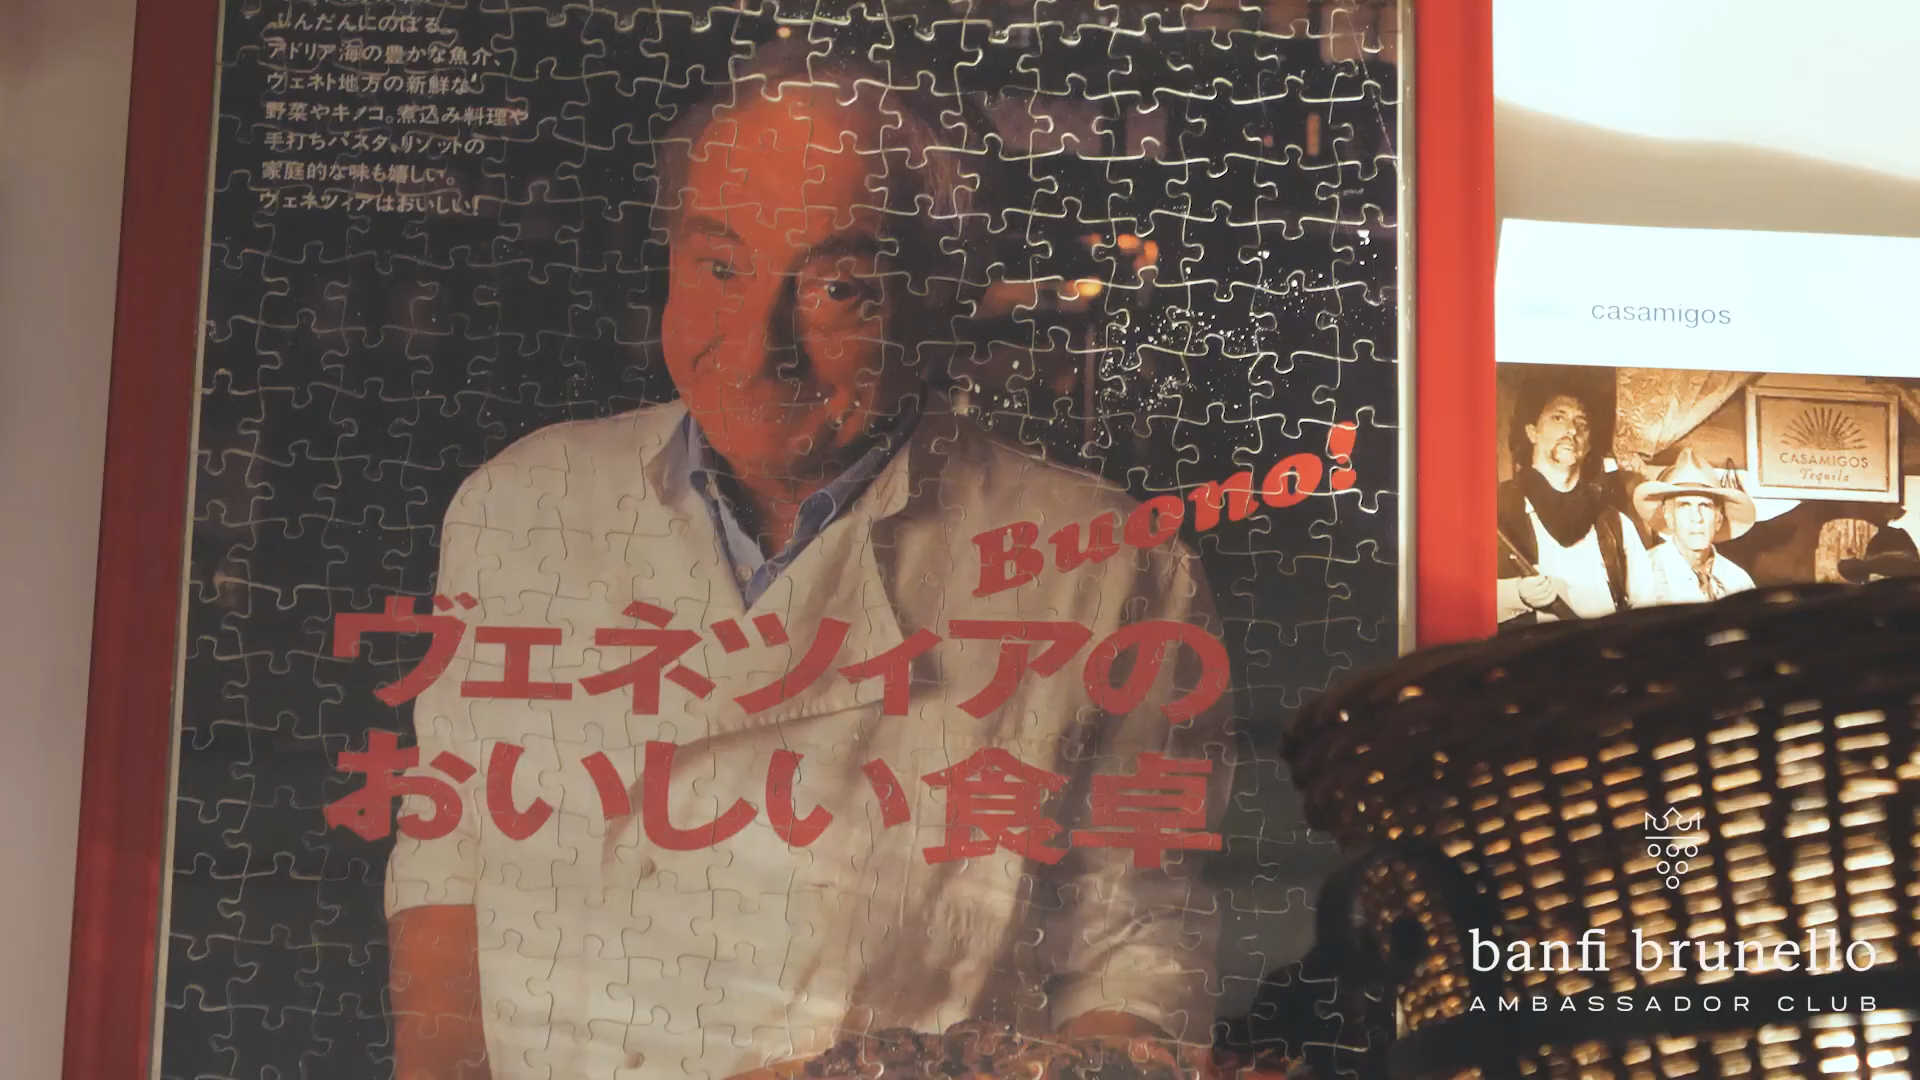 ふんだんにのぼる
アドリア海の豊かな魚介、
ヴェネト地方の新鮮な
野菜やキノコ。煮込み料理や
手打ちパスタ、リゾットの
家庭的な味も嬉しい。
ヴェネツィアはおいしい!
Buono!
ヴェネツィアの
おいしい食卓
casamigos
CASAMIGOS
Tequila
banfi brunello
AMBASSADOR CLUB